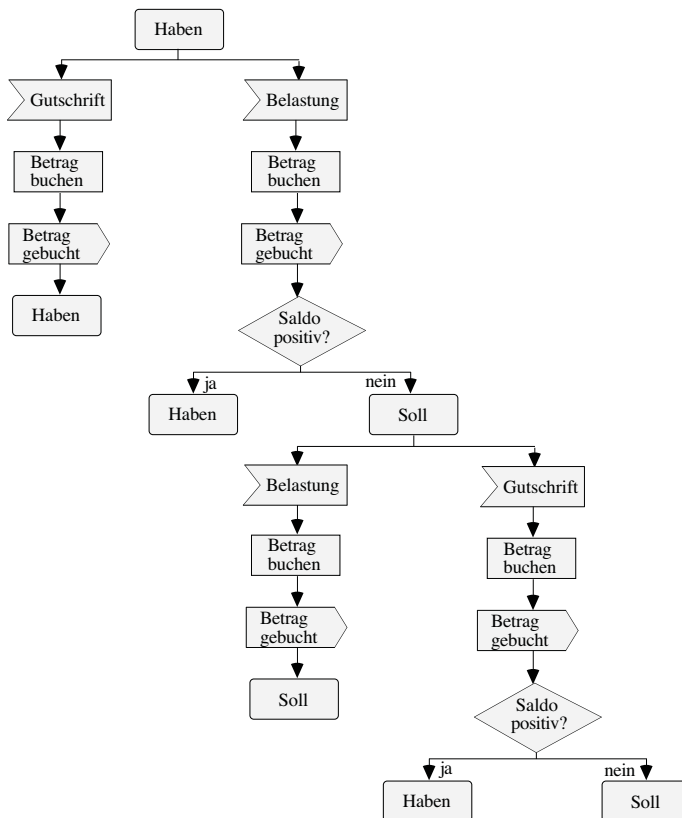 Haben
Gutschrift
Belastung
Betrag
buchen
Betrag
buchen
Betrag
gebucht
Betrag
gebucht
Haben
Saldo
positiv?
ja
nein
Haben
Soll
Belastung
Gutschrift
Betrag
buchen
Betrag
buchen
Betrag
gebucht
Betrag
gebucht
Soll
Saldo
positiv?
ja
nein
Haben
Soll